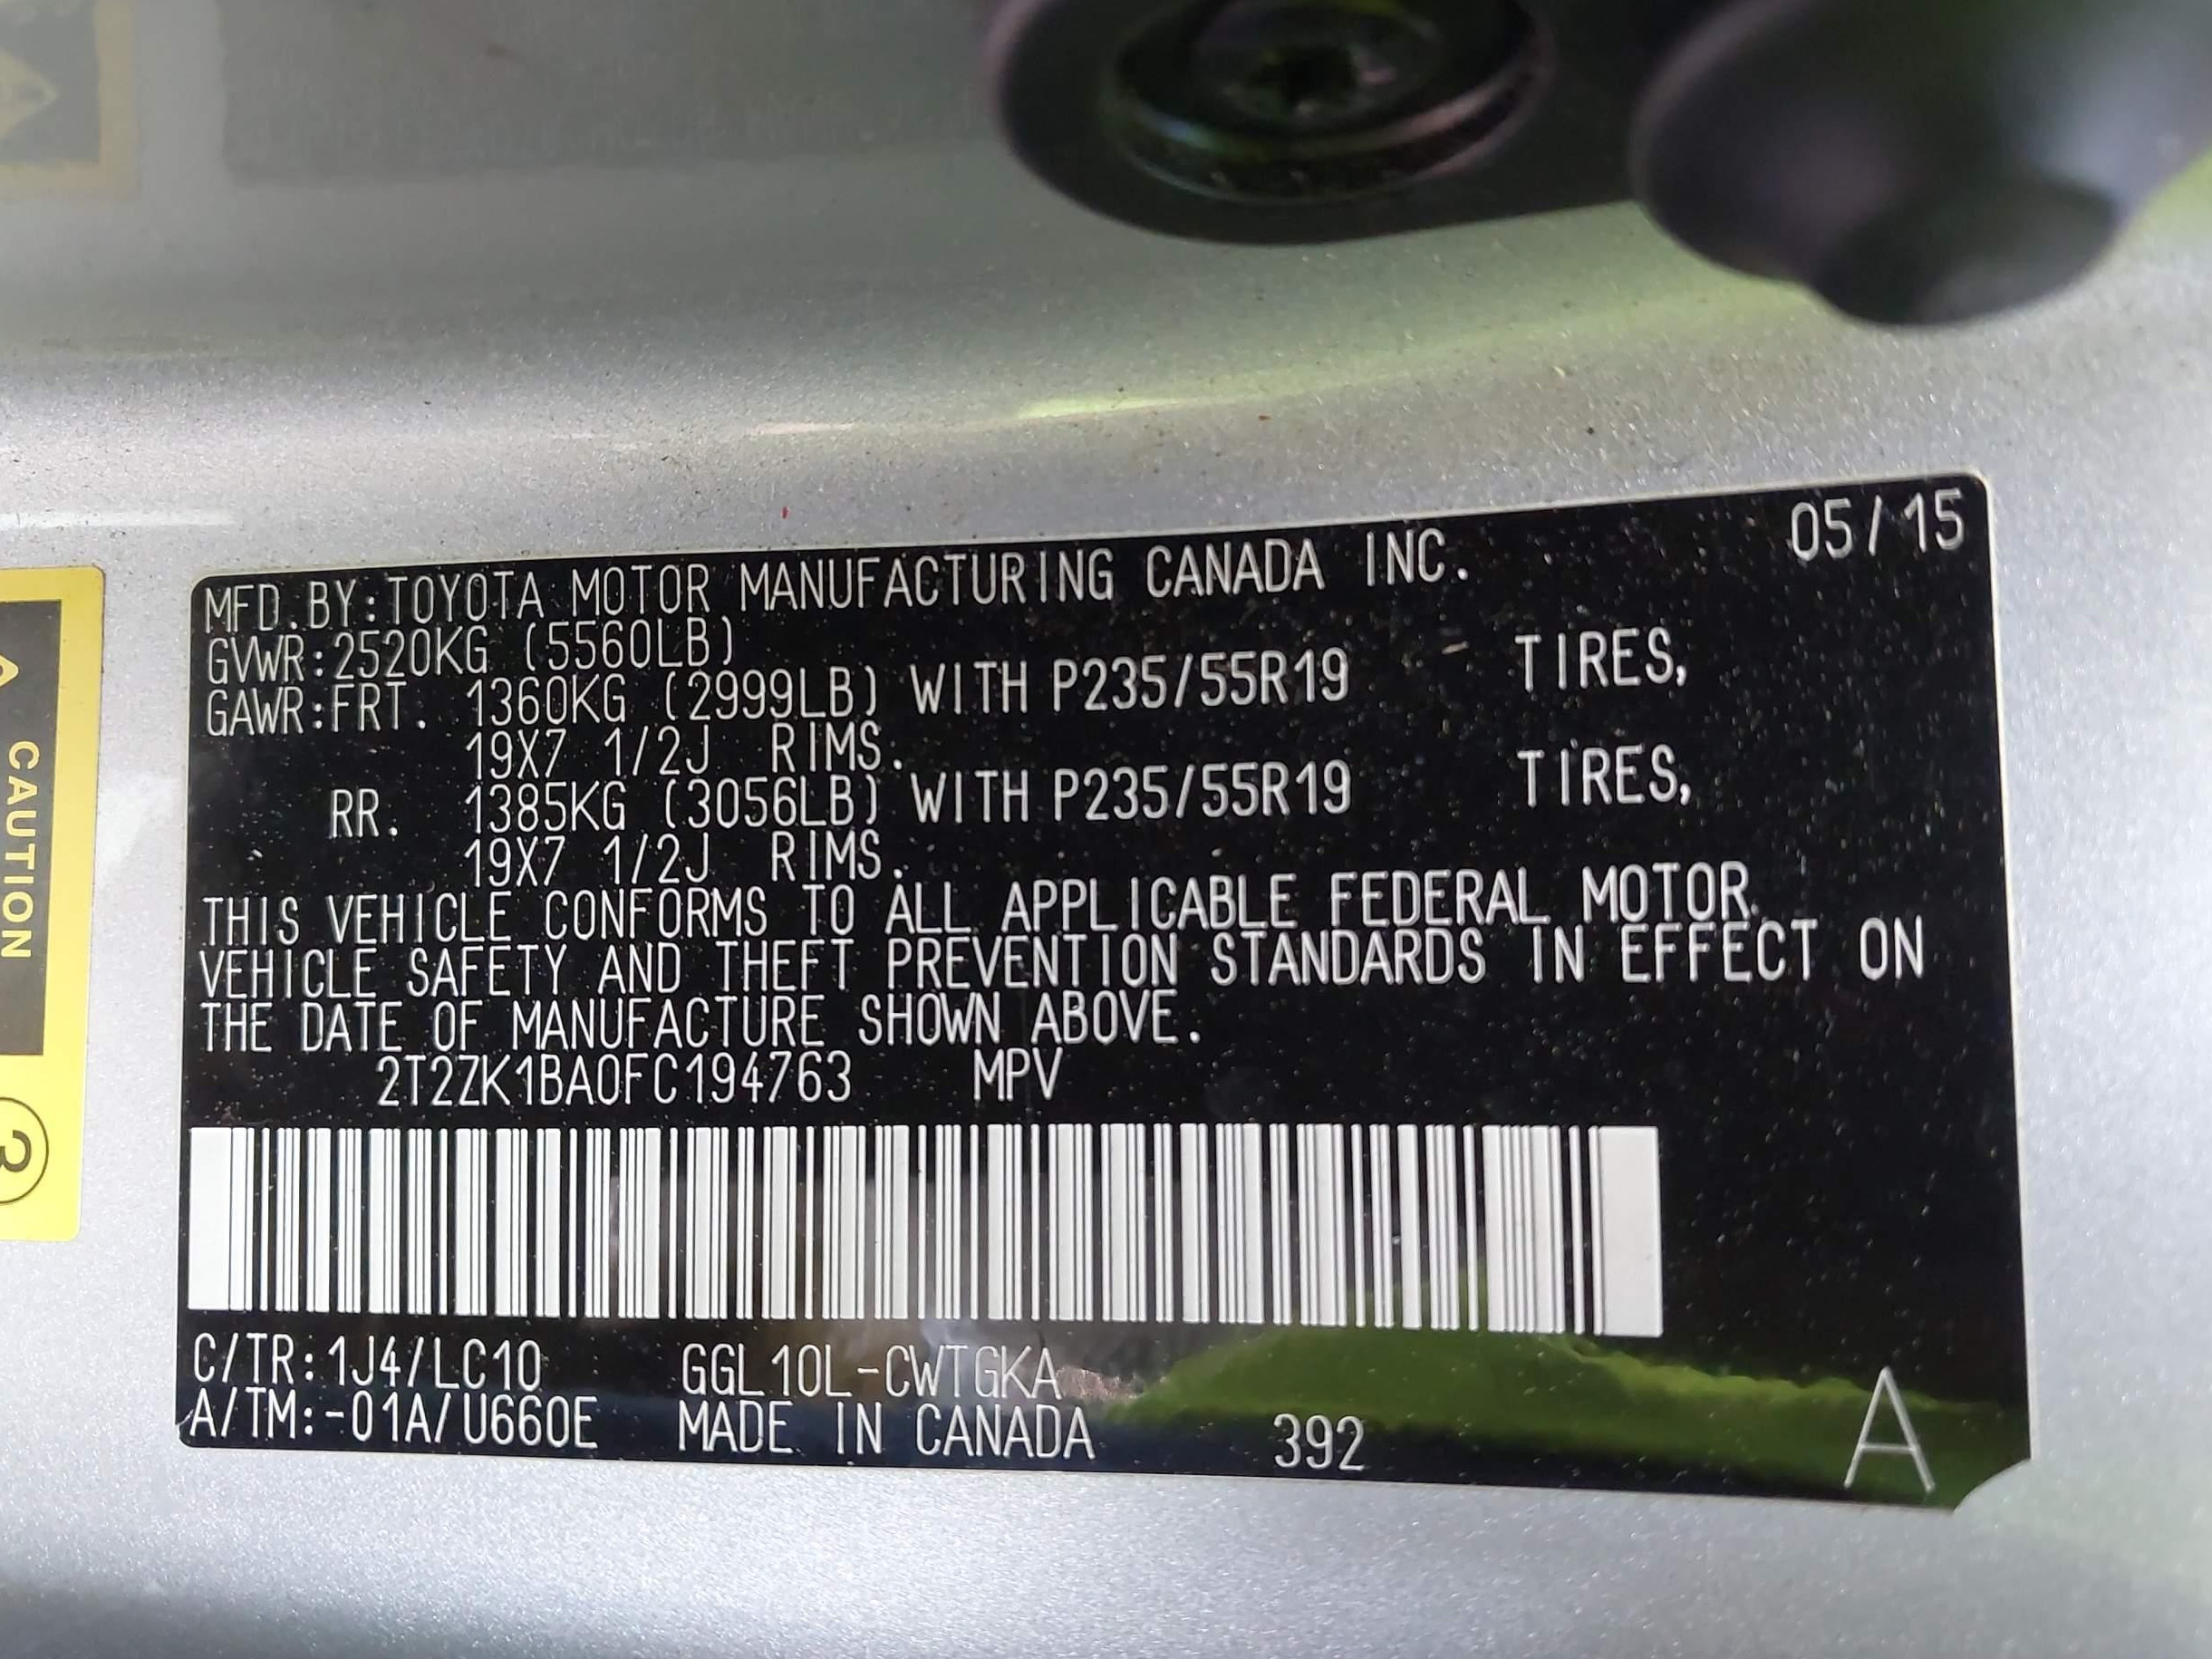 MFD.BY:TOYOTA MOTOR MANUFACTURING CANADA INC. 05/15
GVWR:2520KG (5560LB)
GAWR:FRT. 1360KG (2999LB) WITH P235/55R19 TIRES,
19X7 1/2J RIMS.
RR. 1385KG (3056LB) WITH P235/55R19 TIRES,
19X7 1/2J RIMS.
THIS VEHICLE CONFORMS TO ALL APPLICABLE FEDERAL MOTOR
VEHICLE SAFETY AND THEFT PREVENTION STANDARDS IN EFFECT ON
THE DATE OF MANUFACTURE SHOWN ABOVE.
2T2ZK1BA0FC194763 MPV
C/TR:1J4/LC10 GGL10L-CWTGKA
A/TM:-01A/U660E MADE IN CANADA 392 A
CAUTION
3